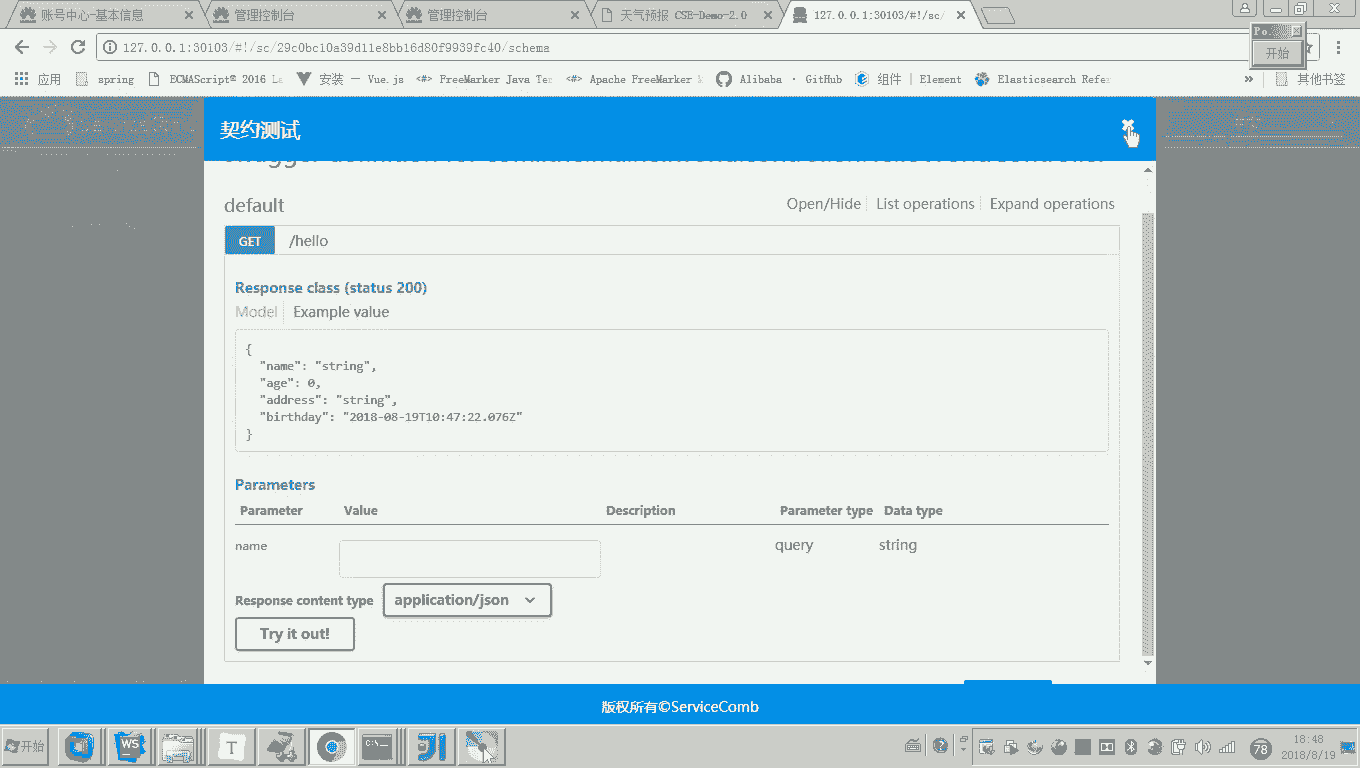 账号中心-基本信息
管理控制台
管理控制台
天气预报 CSE-Demo-2.0
127.0.0.1:30103/#!/sc/
127.0.0.1:30103/#!/sc/29c0bc10a39d11e8bb16d80f9939fc40/schema
开始
应用
spring
ECMAScript® 2016 La
安装 — Vue.js
FreeMarker Java Te
Apache FreeMarker
Alibaba · GitHub
组件 | Element
Elasticsearch Refe
»
其他书签
契约测试
default
Open/Hide
List operations
Expand operations
GET
/hello
Response class (status 200)
Model
Example value
{
"name": "string",
"age": 0,
"address": "string",
"birthday": "2018-08-19T10:47:22.076Z"
}
Parameters
Parameter
Value
Description
Parameter type
Data type
name
query
string
Response content type
application/json
Try it out!
版权所有©ServiceComb
开始
WS
T
78
18:48
2018/8/19